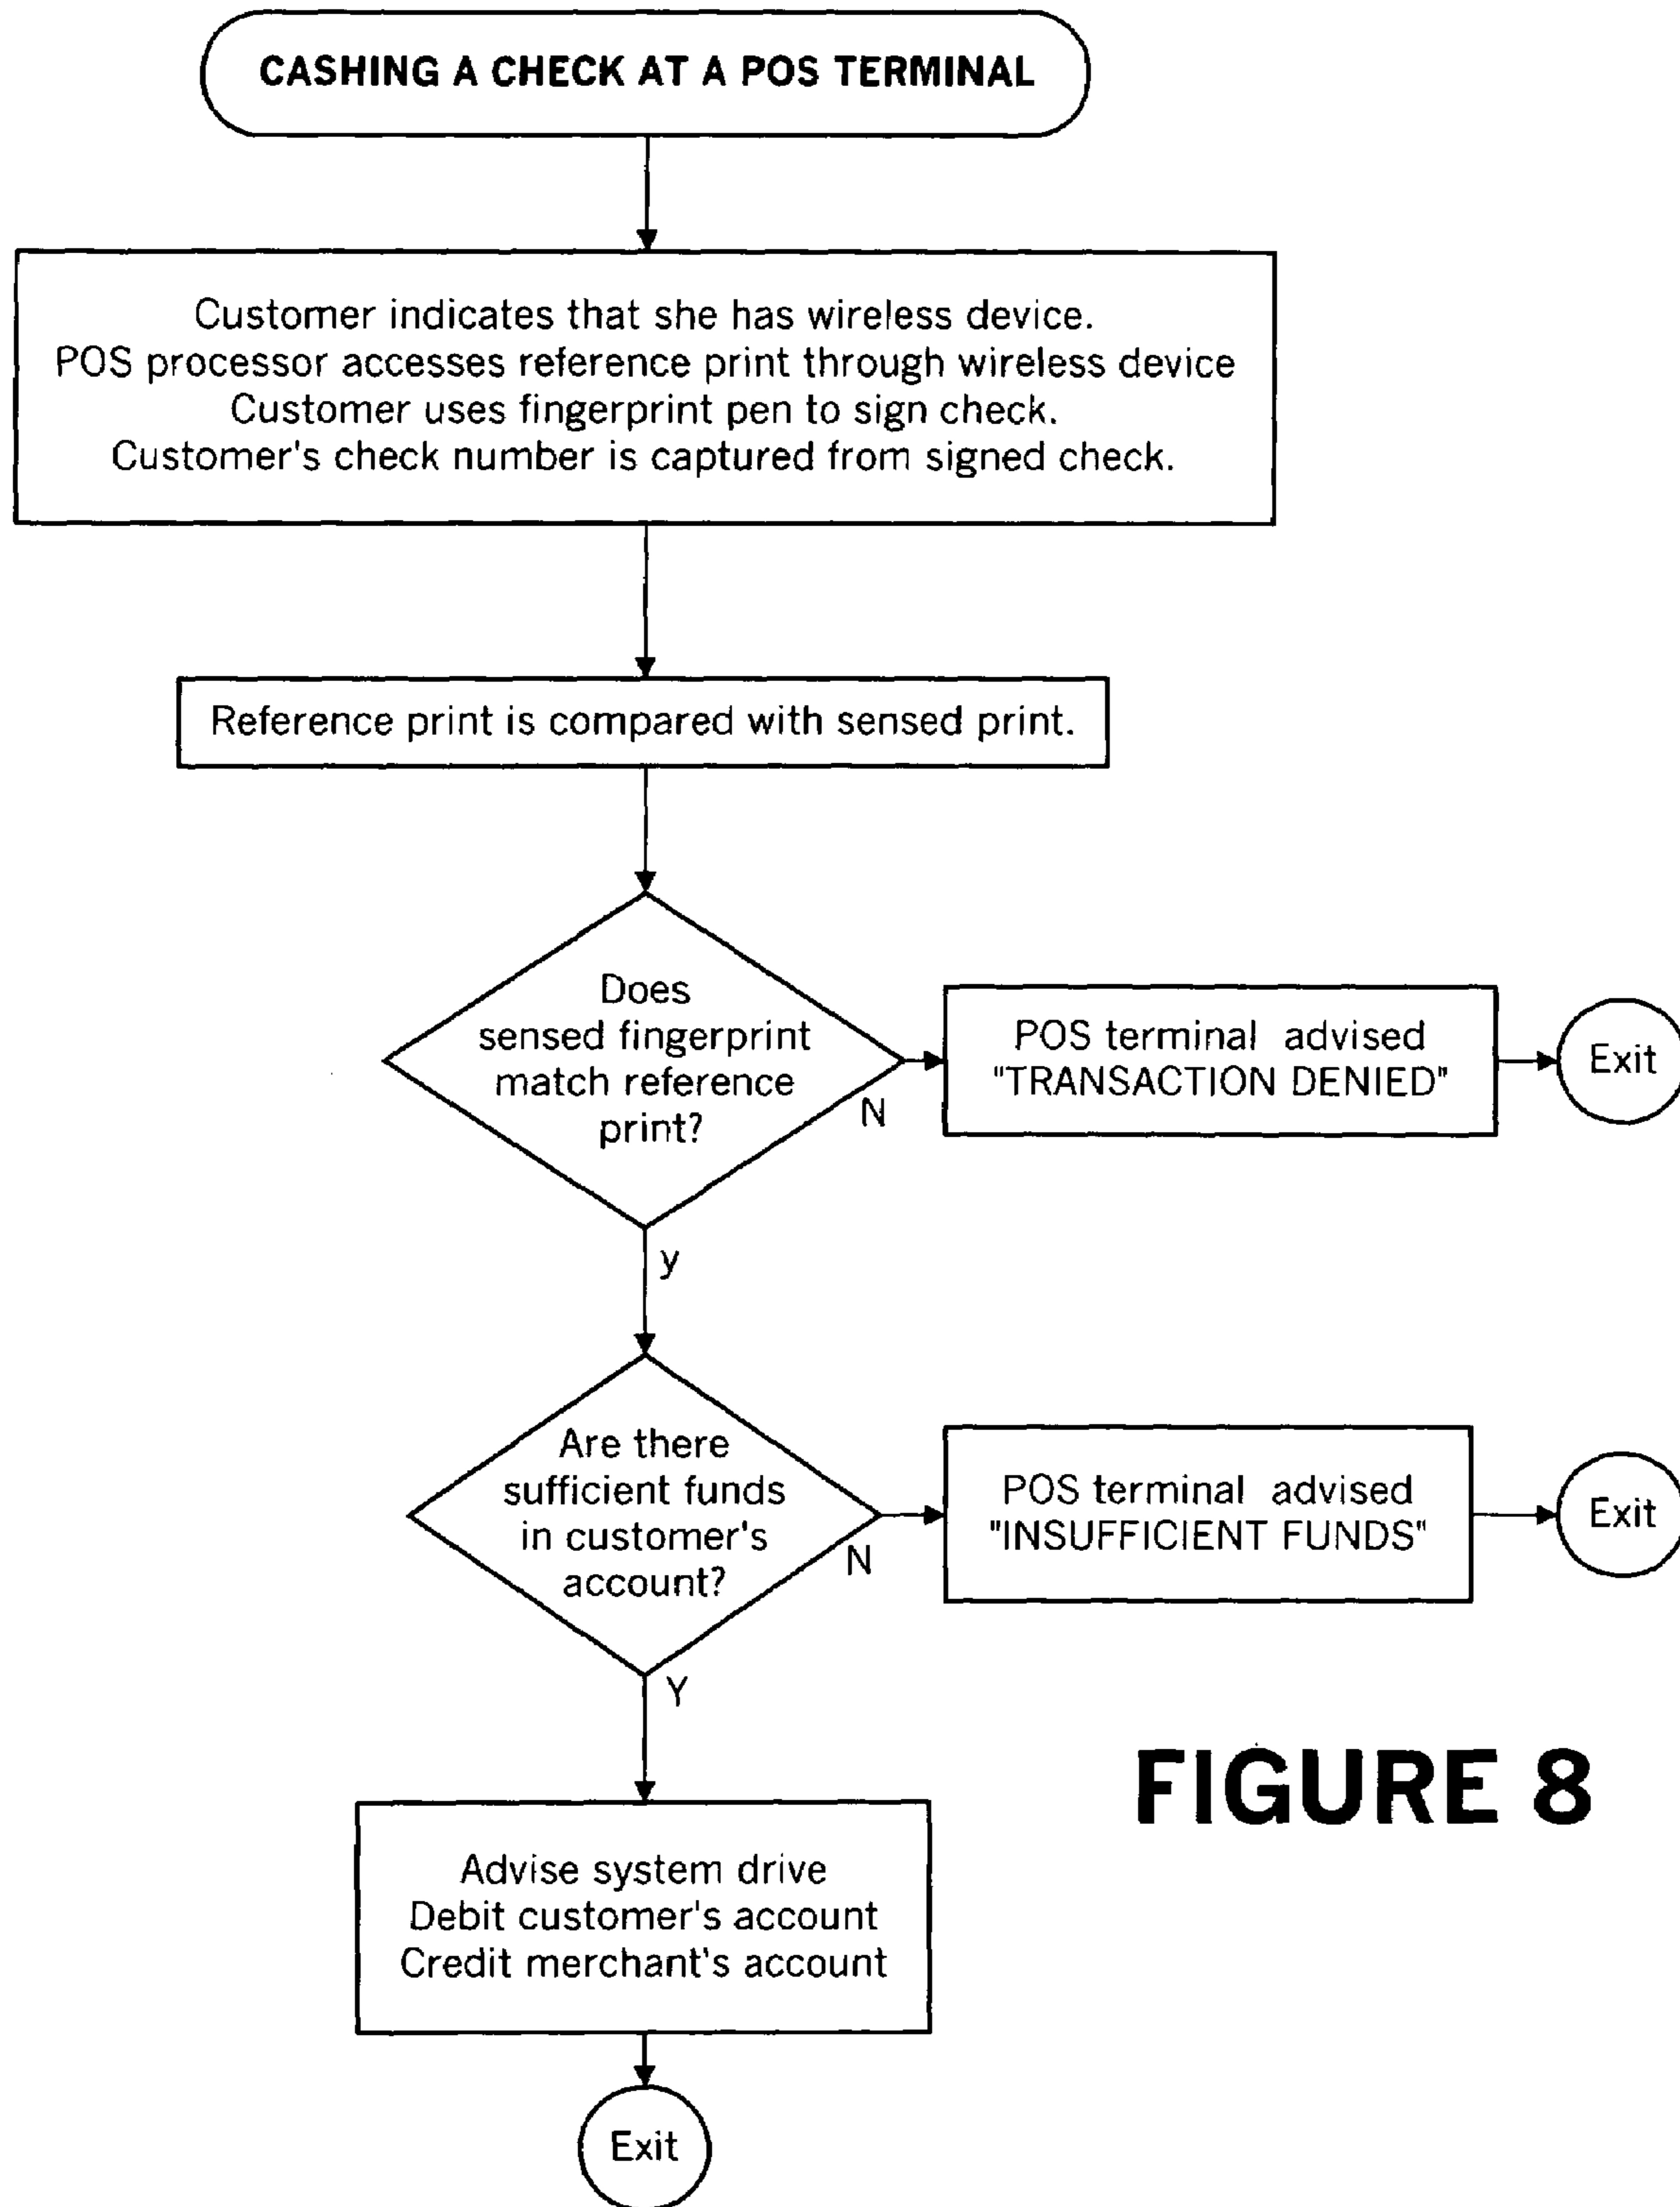 CASHING A CHECK AT A POS TERMINAL
Customer indicates that she has wireless device.
POS processor accesses reference print through wireless device
Customer uses fingerprint pen to sign check.
Customer's check number is captured from signed check.
Reference print is compared with sensed print.
Does
sensed fingerprint
match reference
print?
N
POS terminal advised
"TRANSACTION DENIED"
Exit
y
Are there
sufficient funds
in customer's
account?
N
POS terminal advised
"INSUFFICIENT FUNDS"
Exit
Y
Advise system drive
Debit customer's account
Credit merchant's account
Exit
FIGURE 8